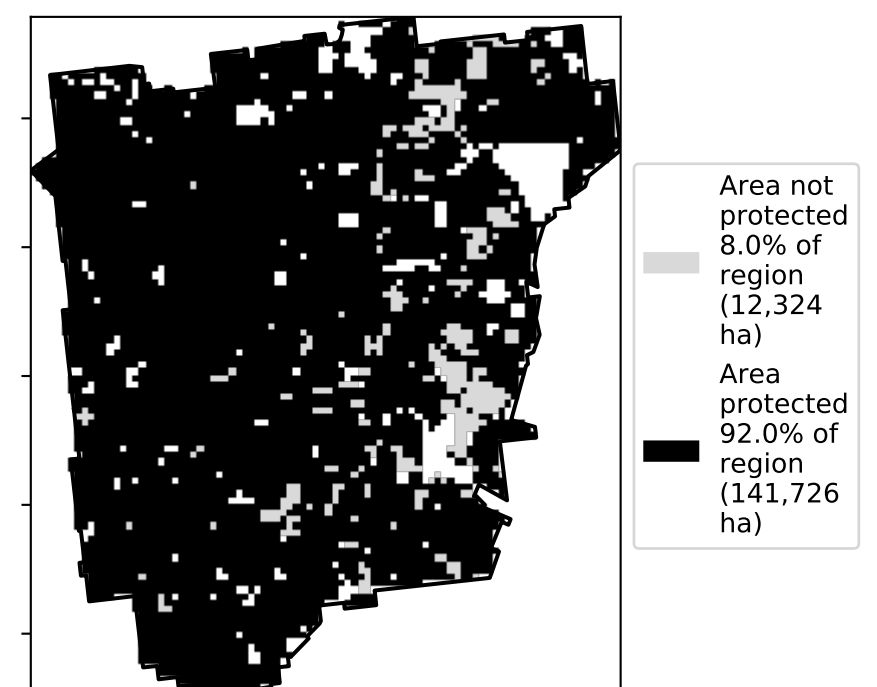 Area not
protected
8.0% of
region
(12,324
ha)
Area
protected
92.0% of
region
(141,726
ha)